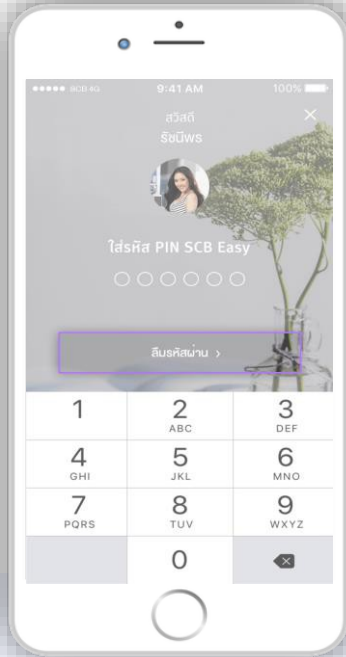 SCB 4G 9:41 AM 100%
สวัสดี
รัชนีพร
ใส่รหัส PIN SCB Easy
ลืมรหัสผ่าน ›
1 2 3
ABC DEF
4 5 6
GHI JKL MNO
7 8 9
PQRS TUV WXYZ
0